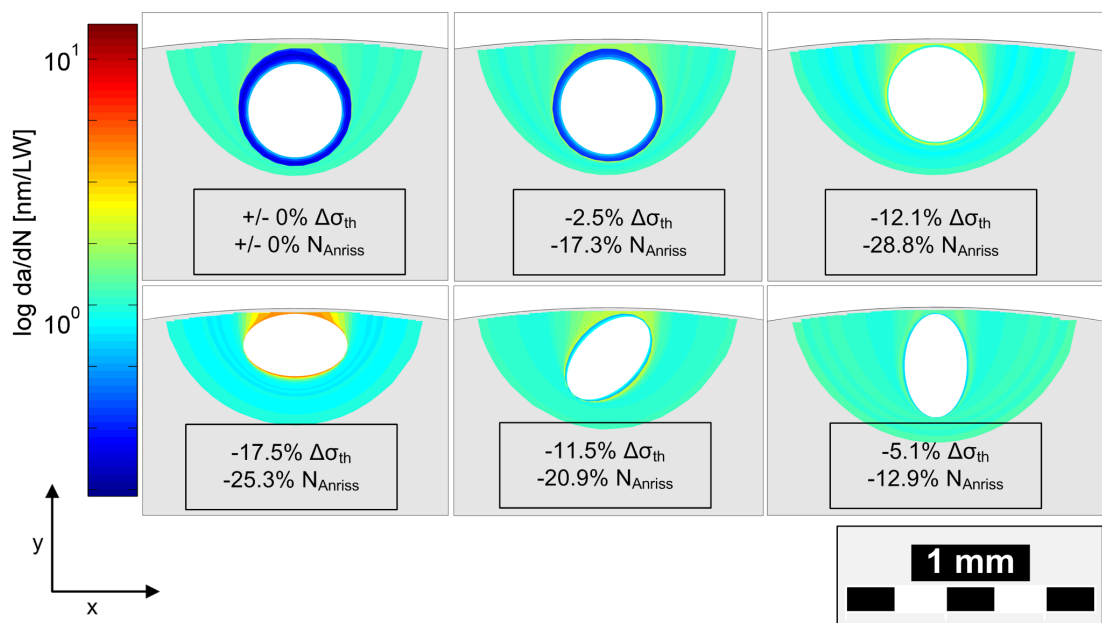 log da/dN [nm/LW]
10¹
10⁰
+/- 0% Δσth
+/- 0% NAnriss
-2.5% Δσth
-17.3% NAnriss
-12.1% Δσth
-28.8% NAnriss
-17.5% Δσth
-25.3% NAnriss
-11.5% Δσth
-20.9% NAnriss
-5.1% Δσth
-12.9% NAnriss
y
x
1 mm